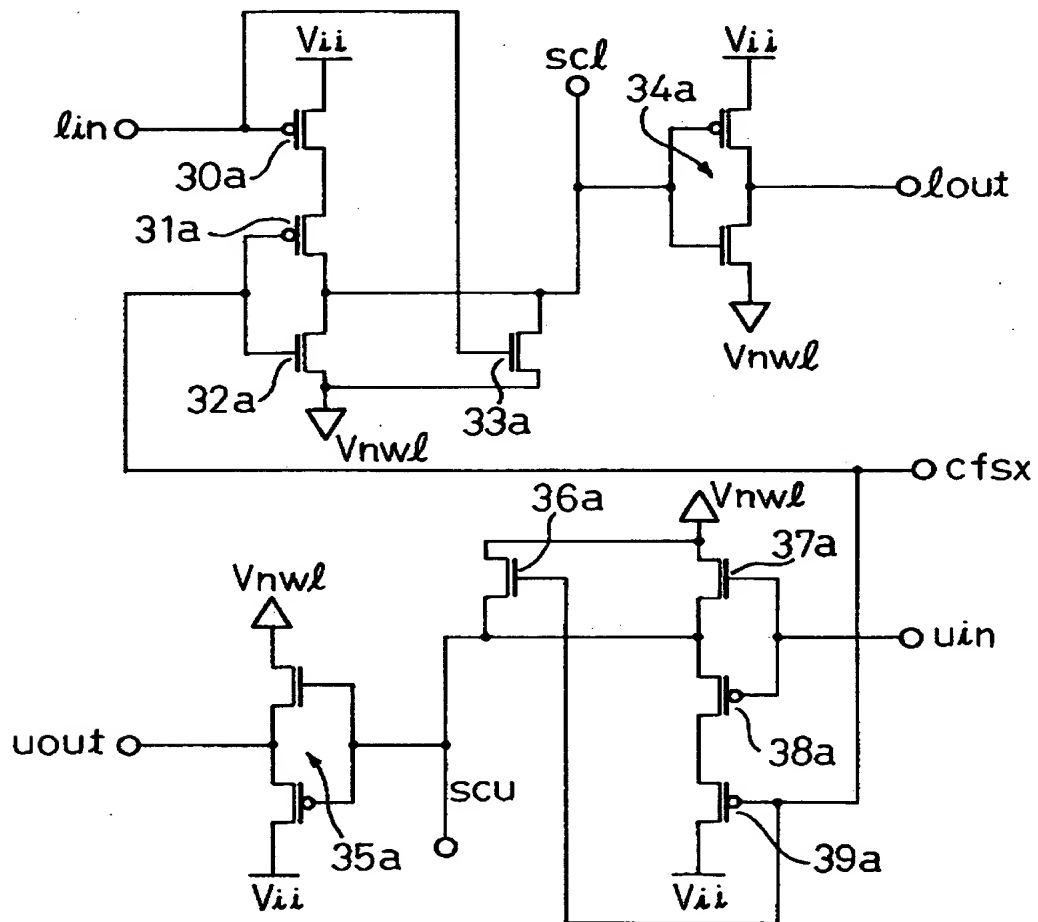 Vii
Vii
scℓ
34a
ℓin
30a
ℓout
31a
Vnwℓ
32a
33a
Vnwℓ
cfsx
Vnwℓ
36a
37a
Vnwℓ
uin
38a
uout
scu
35a
39a
Vii
Vii